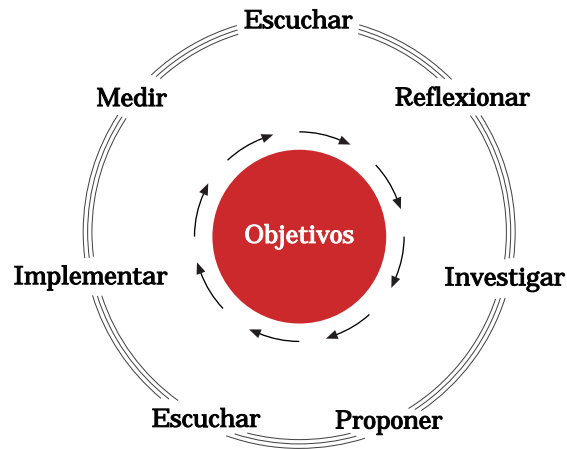 Escuchar
Medir
Reflexionar
Objetivos
Implementar
Investigar
Escuchar
Proponer